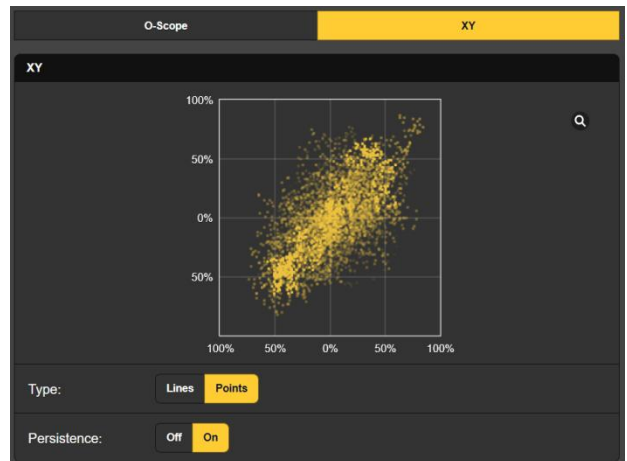 O-Scope XY
XY
100%
50%
0%
50%
100% 50% 0% 50% 100%
Type: Lines Points
Persistence: Off On